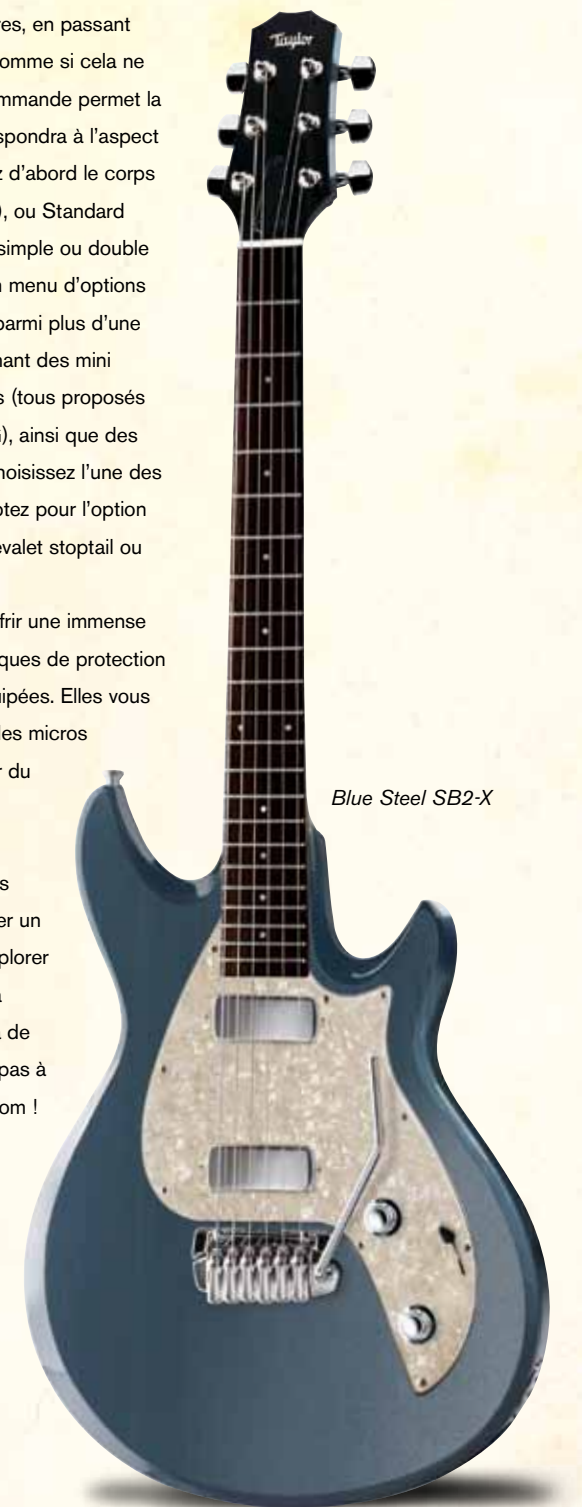 Taylor
res, en passant
omme si cela ne
mmande permet la
spondra à l'aspect
z d'abord le corps
), ou Standard
simple ou double
n menu d'options
parmi plus d'une
nant des mini
s (tous proposés
), ainsi que des
hoisissez l'une des
otez pour l'option
evalet stoptail ou
frir une immense
ques de protection
uipées. Elles vous
des micros
r du
Blue Steel SB2-X
s
er un
plorer
a
a de
pas à
om !